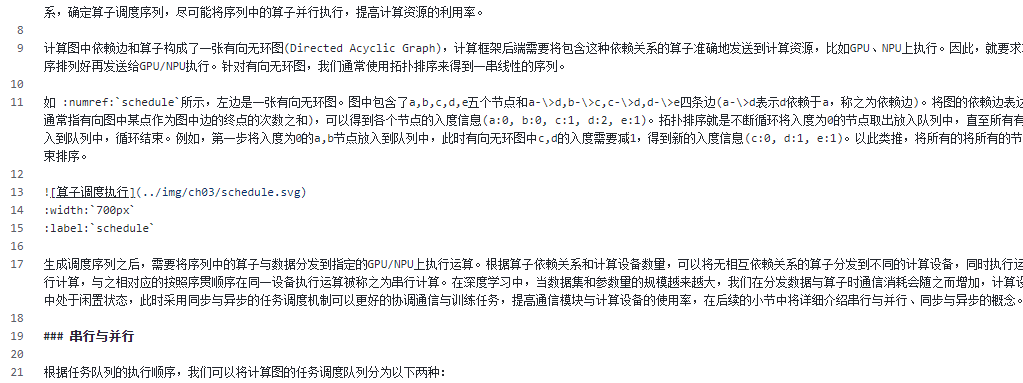 系，确定算子调度序列，尽可能将序列中的算子并行执行，提高计算资源的利用率。
8
9 计算图中依赖边和算子构成了一张有向无环图(Directed Acyclic Graph)，计算框架后端需要将包含这种依赖关系的算子准确地发送到计算资源，比如GPU、NPU上执行。因此，就要求
序排列好再发送给GPU/NPU执行。针对有向无环图，我们通常使用拓扑排序来得到一串线性的序列。
10
11 如 :numref:`schedule`所示，左边是一张有向无环图。图中包含了a,b,c,d,e五个节点和a-\>d,b-\>c,c-\>d,d-\>e四条边(a-\>d表示d依赖于a，称之为依赖边)。将图的依赖边表达
通常指有向图中某点作为图中边的终点的次数之和)，可以得到各个节点的入度信息(a:0, b:0, c:1, d:2, e:1)。拓扑排序就是不断循环将入度为0的节点取出放入队列中，直至所有有
入到队列中，循环结束。例如，第一步将入度为0的a,b节点放入到队列中，此时有向无环图中c,d的入度需要减1，得到新的入度信息(c:0, d:1, e:1)。以此类推，将所有的将所有的
束排序。
12
13 ![算子调度执行](../img/ch03/schedule.svg)
14 :width:`700px`
15 :label:`schedule`
16
17 生成调度序列之后，需要将序列中的算子与数据分发到指定的GPU/NPU上执行运算。根据算子依赖关系和计算设备数量，可以将无相互依赖关系的算子分发到不同的计算设备，同时执行运
行计算，与之相对应的按照序贯顺序在同一设备执行运算被称之为串行计算。在深度学习中，当数据集和参数量的规模越来越大，我们在分发数据与算子时通信消耗会随之而增加，计算设
中处于闲置状态，此时采用同步与异步的任务调度机制可以更好的协调通信与训练任务，提高通信模块与计算设备的使用率，在后续的小节中将详细介绍串行与并行、同步与异步的概念。
18
19 ### 串行与并行
20
21 根据任务队列的执行顺序，我们可以将计算图的任务调度队列分为以下两种：